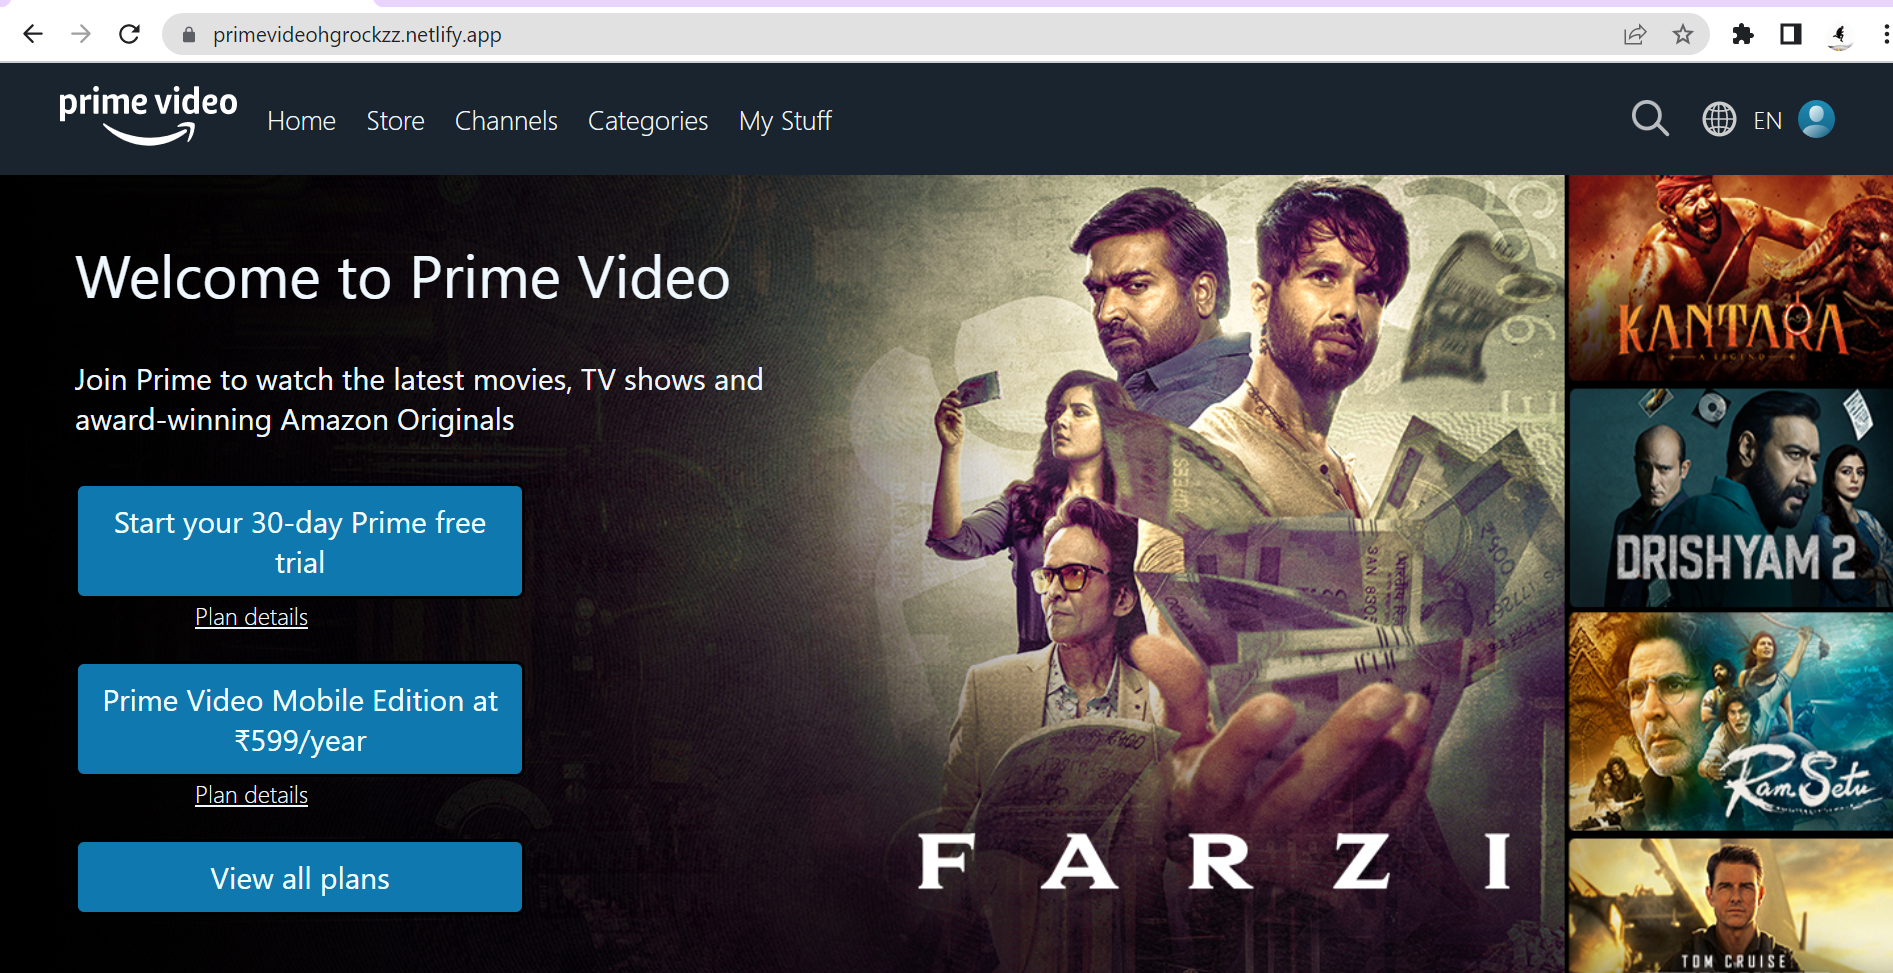 primevideohgrockzz.netlify.app
prime video
Home Store Channels Categories My Stuff
EN
Welcome to Prime Video
Join Prime to watch the latest movies, TV shows and
award-winning Amazon Originals
Start your 30-day Prime free
trial
Plan details
Prime Video Mobile Edition at
₹599/year
Plan details
View all plans
FARZI
KANTARA
A LEGEND
DRISHYAM 2
Ram Setu
TOM CRUISE